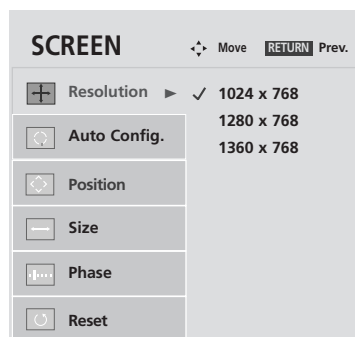 SCREEN
Move RETURN Prev.
Resolution ► ✓ 1024 x 768
1280 x 768
1360 x 768
Auto Config.
Position
Size
Phase
Reset